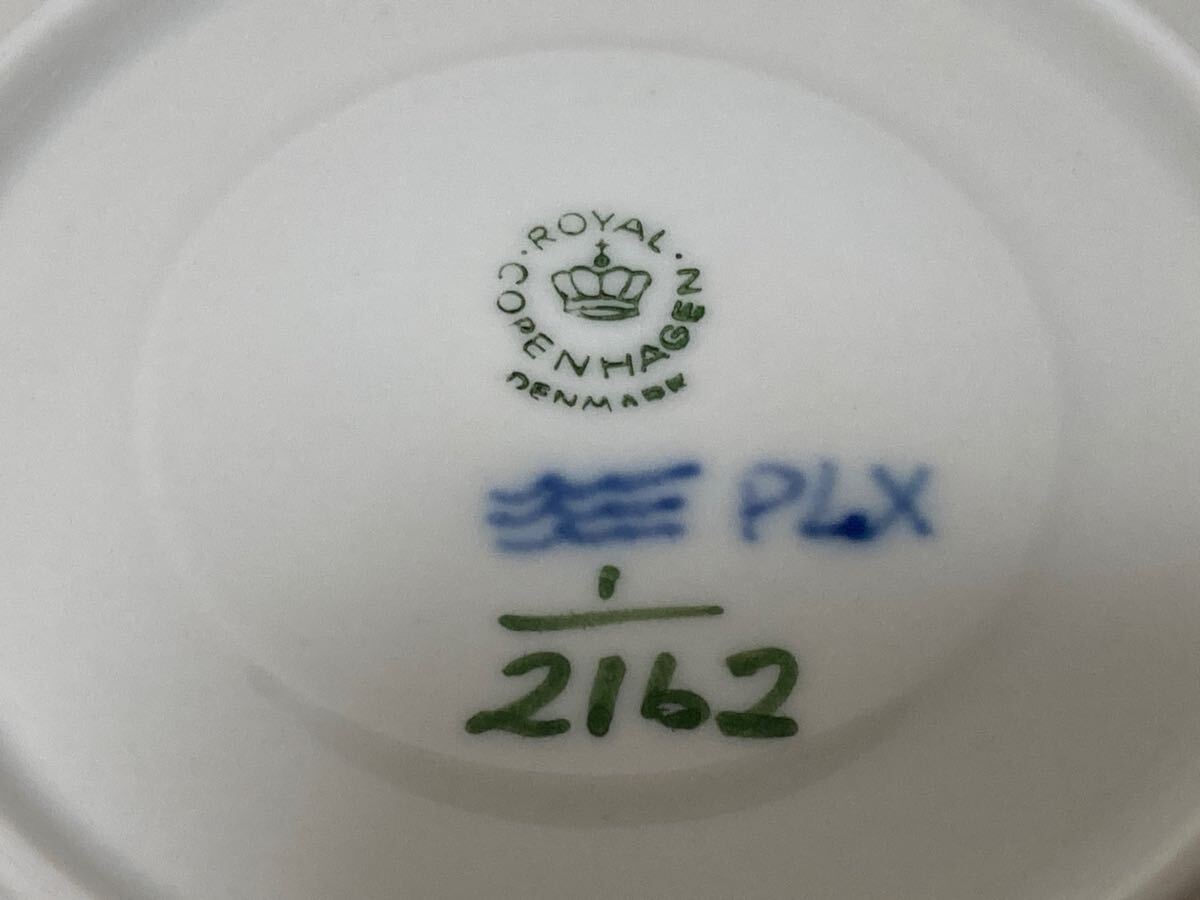 ROYAL
COPENHAGEN
DENMARK
PLX
1
2162